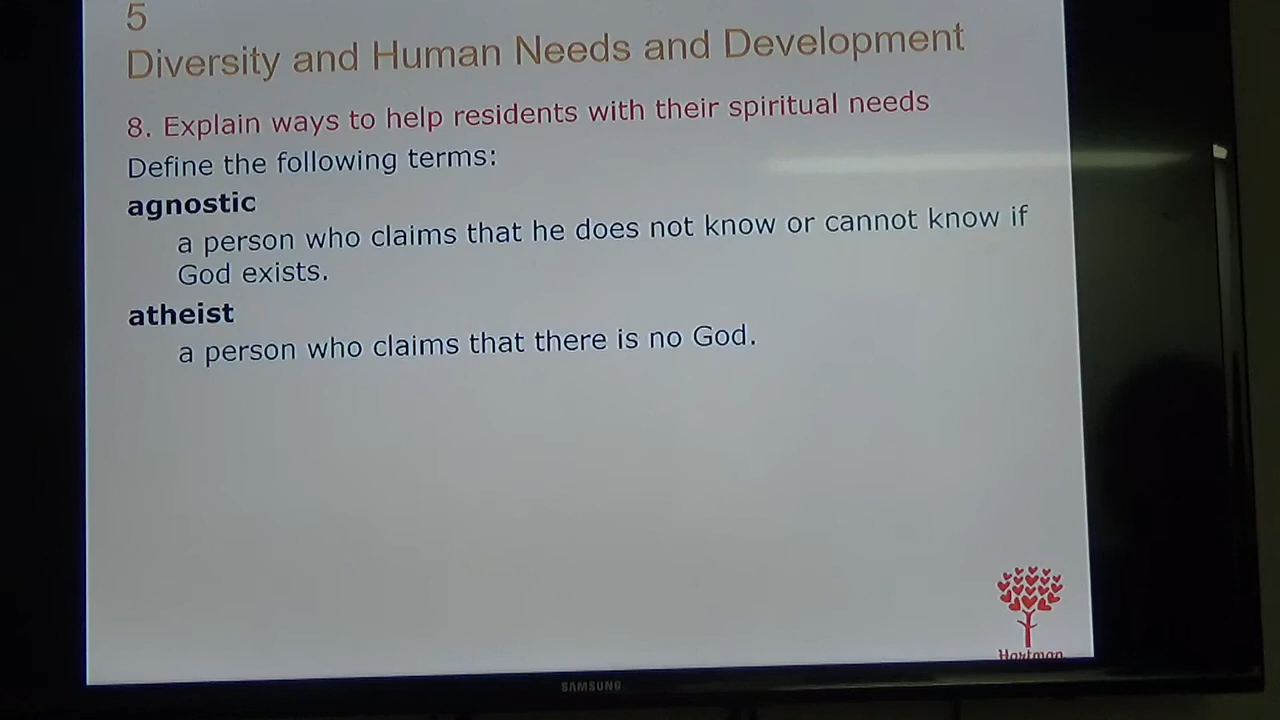 5
Diversity and Human Needs and Development
8. Explain ways to help residents with their spiritual needs
Define the following terms:
agnostic
a person who claims that he does not know or cannot know if
God exists.
atheist
a person who claims that there is no God.
Hartman
SAMSUNG